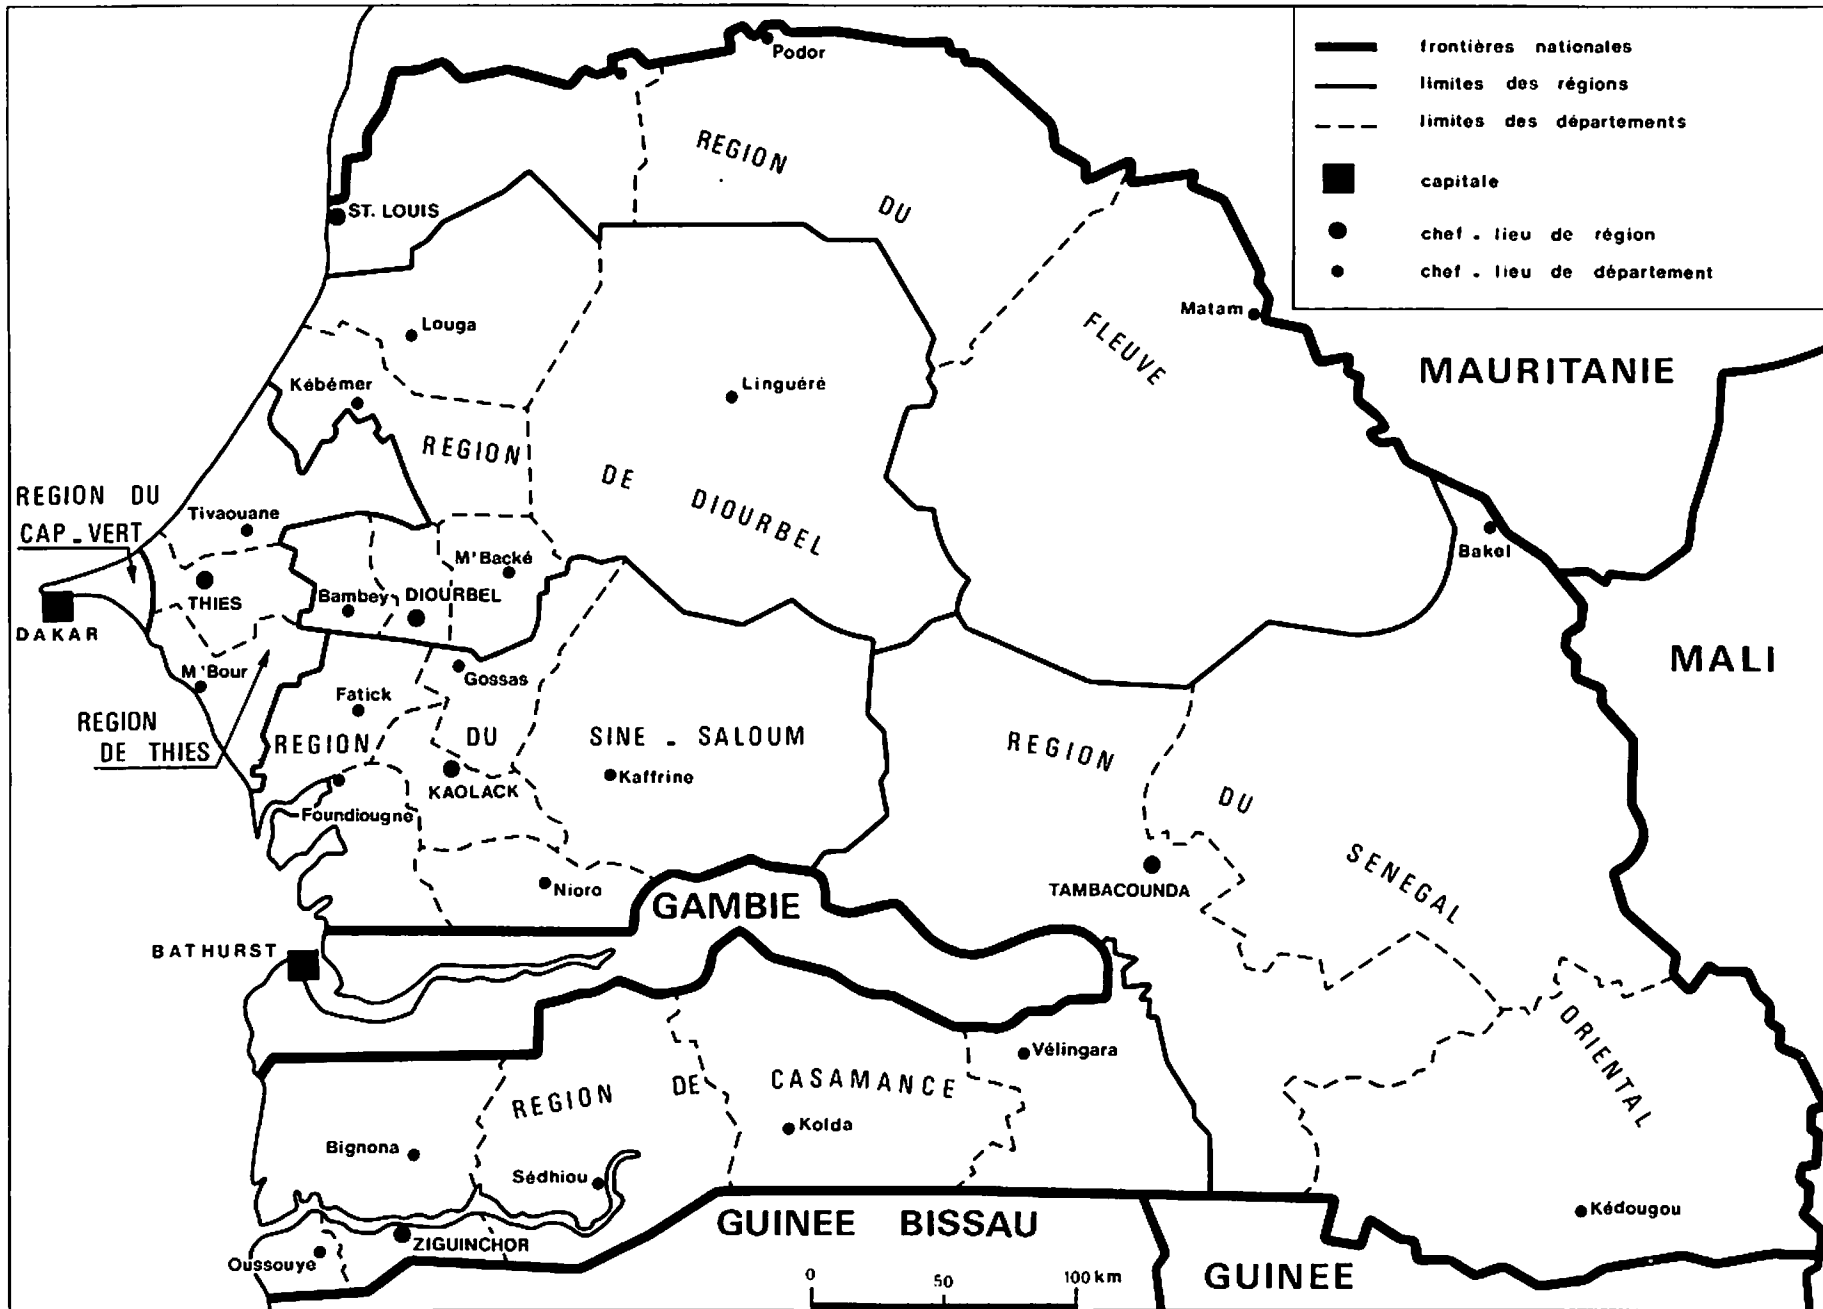 frontières nationales
limites des régions
limites des départements
capitale
chef - lieu de région
chef - lieu de département
Podor
REGION DU FLEUVE
ST. LOUIS
Louga
Matam
MAURITANIE
Kébémer
Linguéré
REGION DE DIOURBEL
REGION DU
CAP-VERT
Tivaouane
Bakel
M'Backé
THIES
Bambey
DIOURBEL
DAKAR
MALI
M'Bour
Gossas
Fatick
REGION
DE THIES
REGION DU SINE - SALOUM
REGION DU SENEGAL ORIENTAL
Kaffrine
KAOLACK
Foundiougne
TAMBACOUNDA
Nioro
GAMBIE
BATHURST
Vélingara
REGION DE CASAMANCE
Kolda
Bignona
Sédhiou
Kédougou
GUINEE BISSAU
ZIGUINCHOR
Oussouye
GUINEE
0 50 100 km